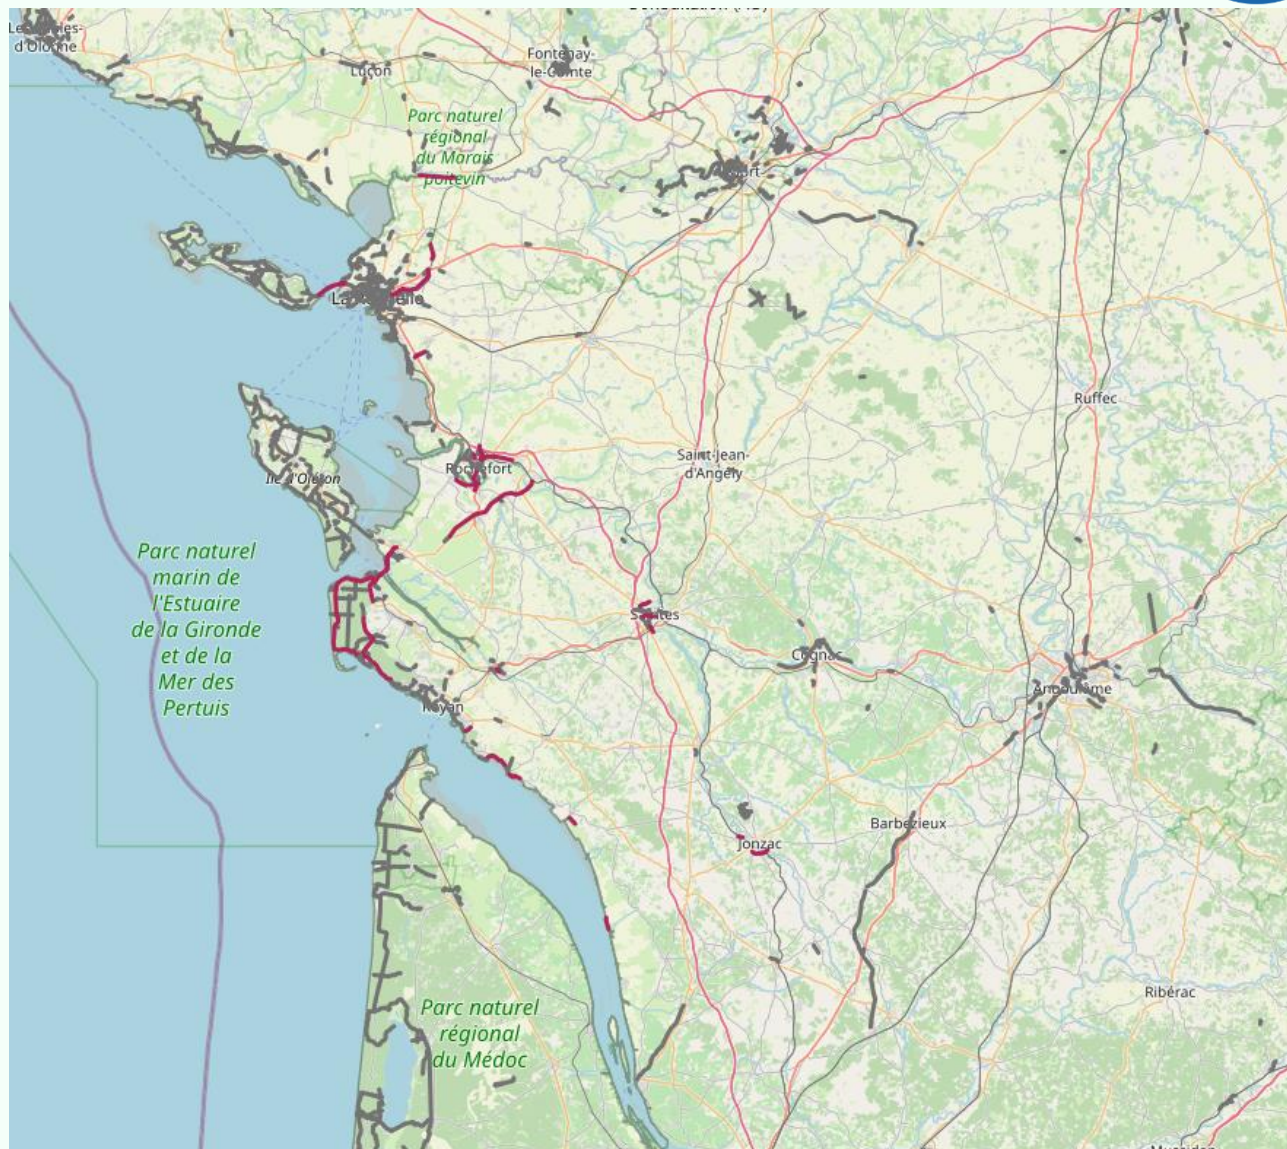 Les
d'Olonne
Luçon
Fontenay-
le-Comte
Parc naturel
régional
du Marais
poitevin
La Rochelle
Ruffec
Saint-Jean-
d'Angély
Rochefort
Ile d'Oléron
Parc naturel
marin de
l'Estuaire
de la Gironde
et de la
Mer des
Pertuis
Saintes
Cognac
Angoulême
Royan
Barbezieux
Jonzac
Ribérac
Parc naturel
régional
du Médoc